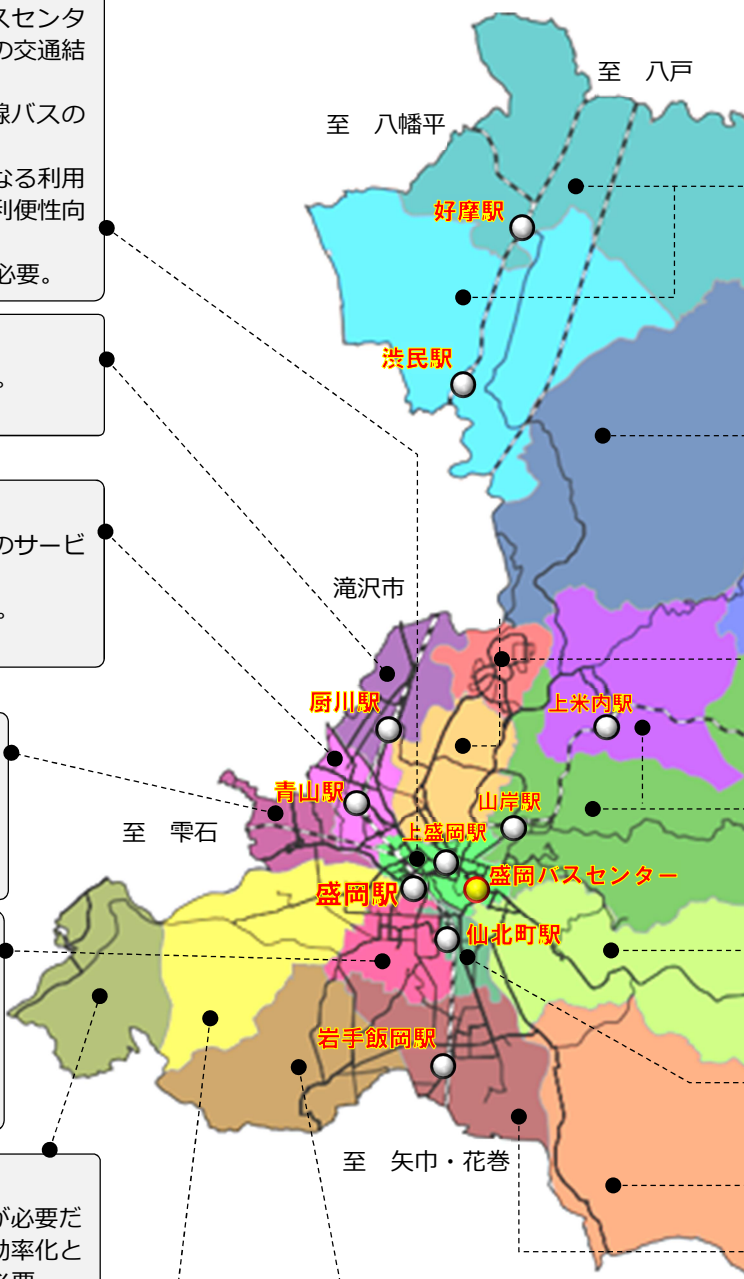 スセンタ
の交通結
線バスの
なる利用
利便性向
必要。
。
のサービ
。
至　八戸
至　八幡平
好摩駅
渋民駅
滝沢市
厨川駅
上米内駅
青山駅
山岸駅
至　雫石
上盛岡駅
盛岡駅
盛岡バスセンター
仙北町駅
岩手飯岡駅
至　矢巾・花巻
が必要だ
効率化と